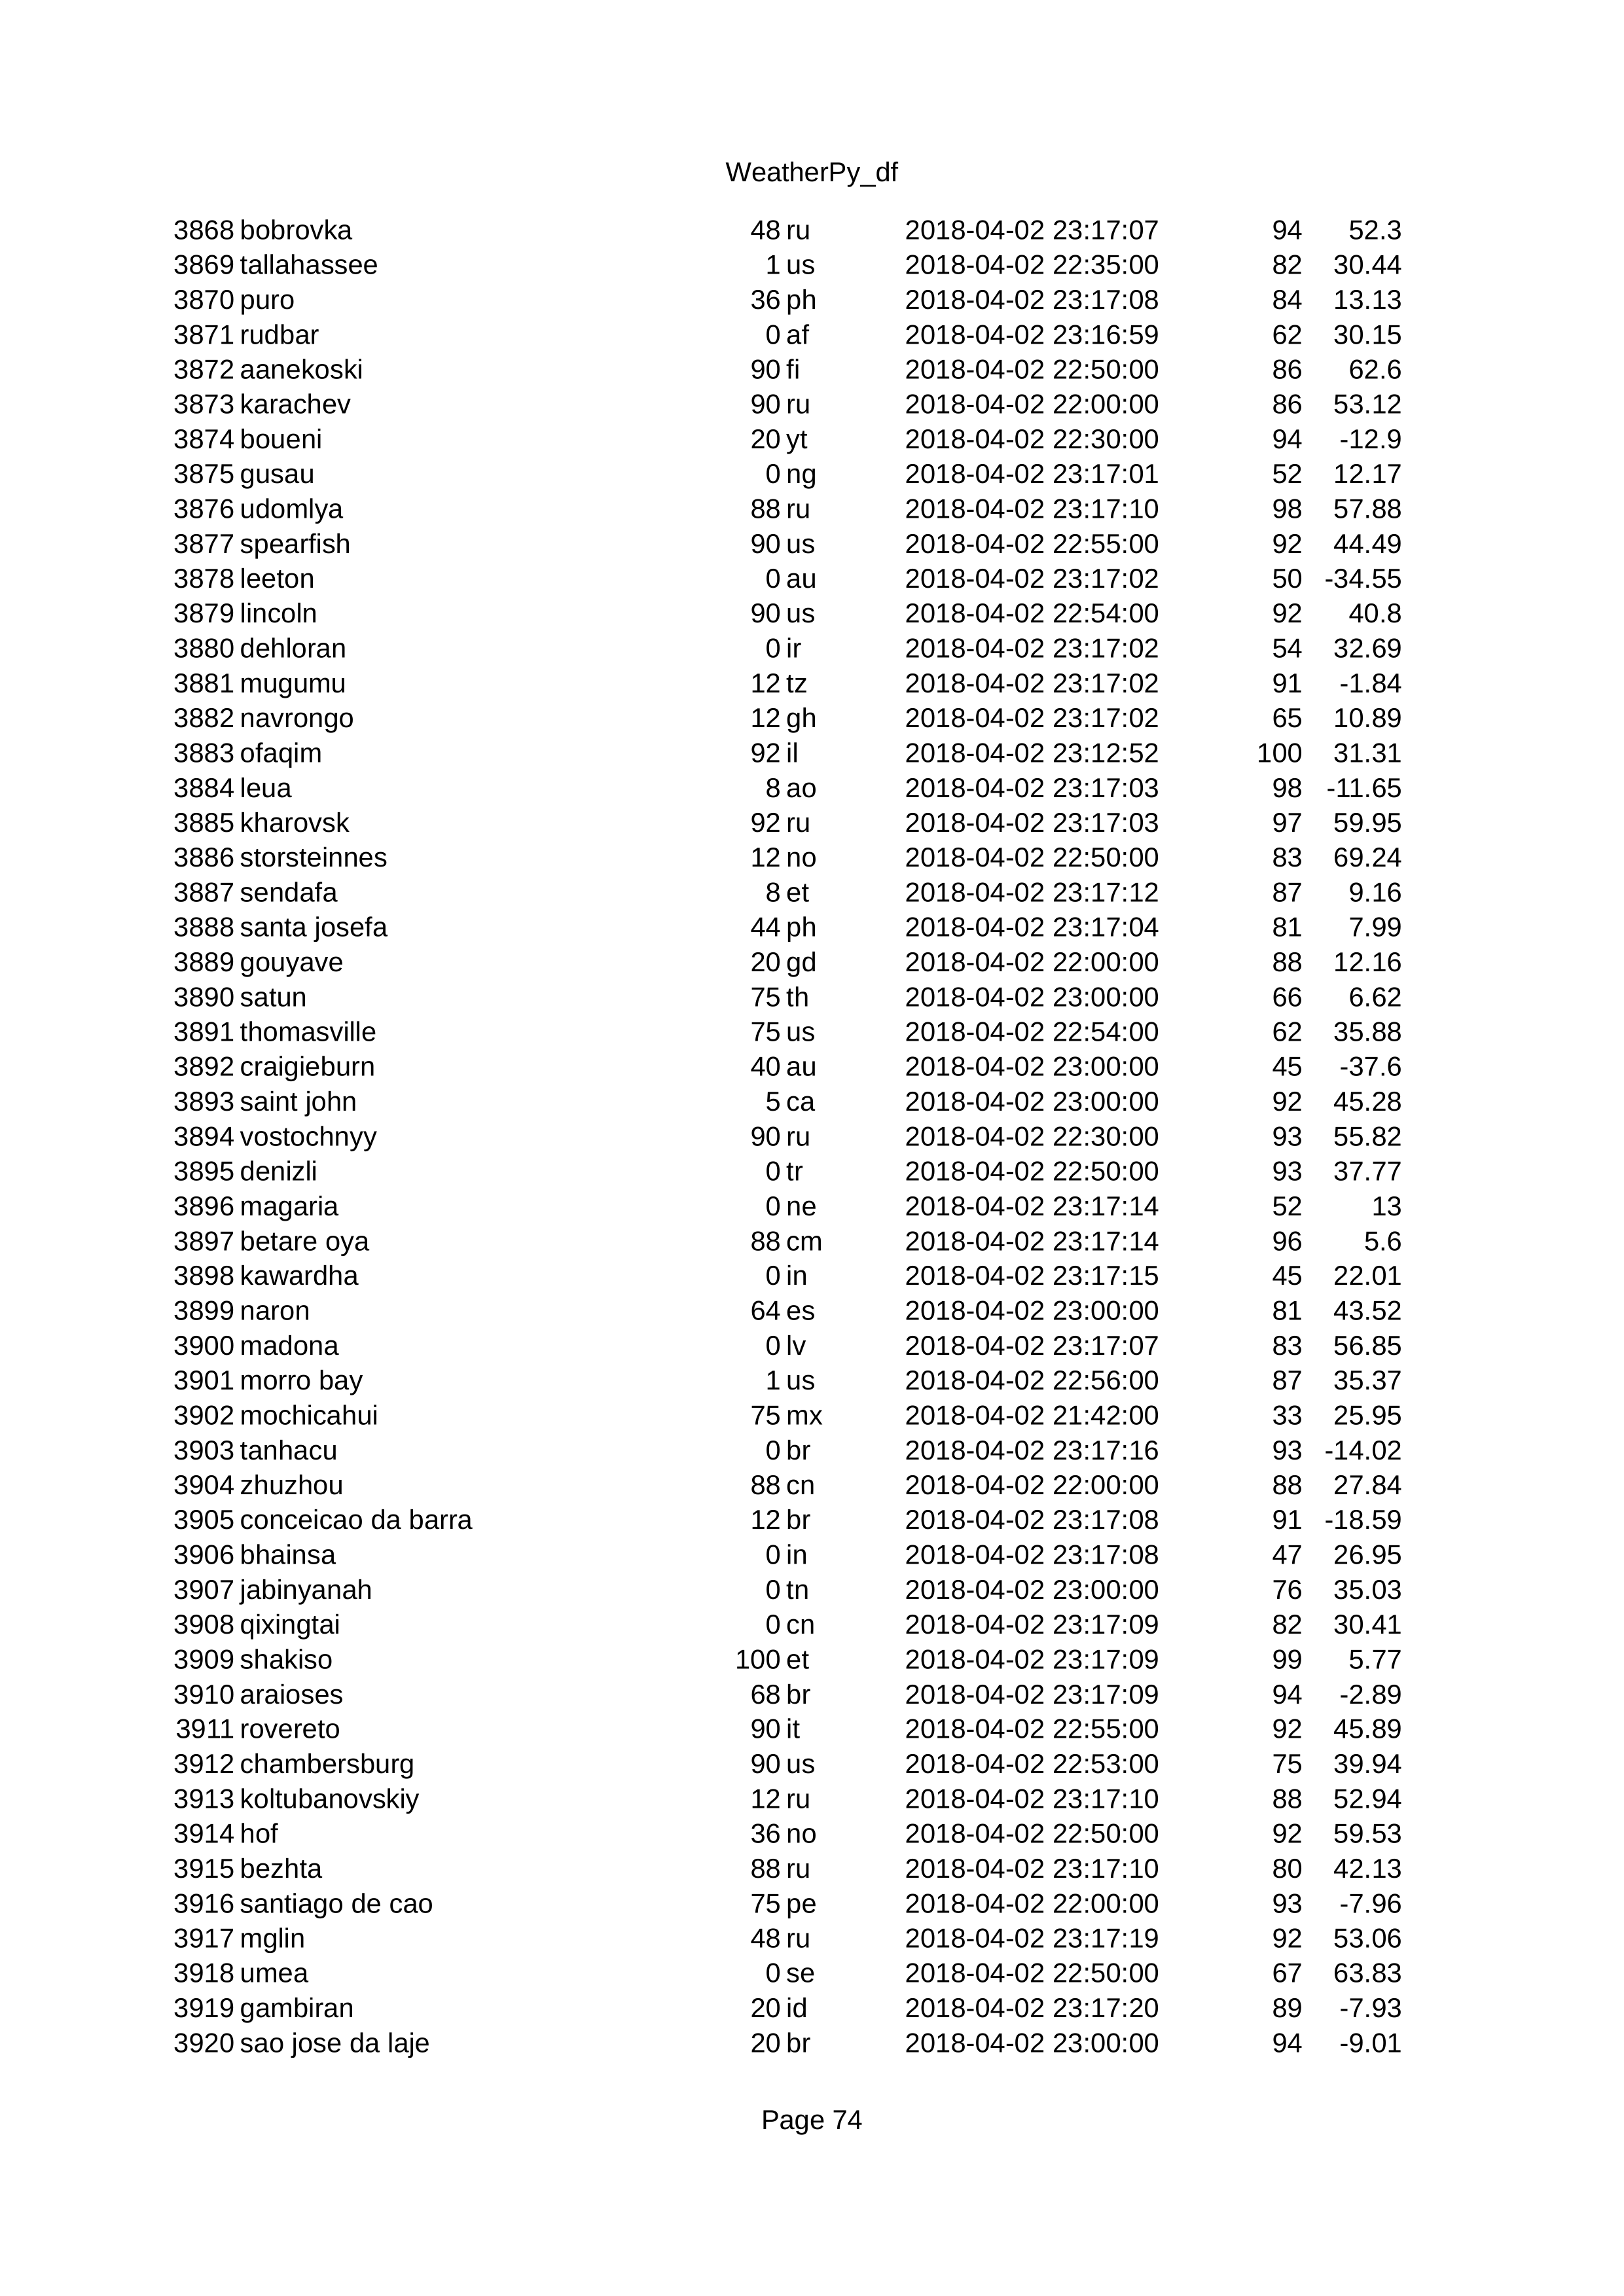 WeatherPy_df
3868 bobrovka 48 ru 2018-04-02 23:17:07 94 52.3
3869 tallahassee 1 us 2018-04-02 22:35:00 82 30.44
3870 puro 36 ph 2018-04-02 23:17:08 84 13.13
3871 rudbar 0 af 2018-04-02 23:16:59 62 30.15
3872 aanekoski 90 fi 2018-04-02 22:50:00 86 62.6
3873 karachev 90 ru 2018-04-02 22:00:00 86 53.12
3874 boueni 20 yt 2018-04-02 22:30:00 94 -12.9
3875 gusau 0 ng 2018-04-02 23:17:01 52 12.17
3876 udomlya 88 ru 2018-04-02 23:17:10 98 57.88
3877 spearfish 90 us 2018-04-02 22:55:00 92 44.49
3878 leeton 0 au 2018-04-02 23:17:02 50 -34.55
3879 lincoln 90 us 2018-04-02 22:54:00 92 40.8
3880 dehloran 0 ir 2018-04-02 23:17:02 54 32.69
3881 mugumu 12 tz 2018-04-02 23:17:02 91 -1.84
3882 navrongo 12 gh 2018-04-02 23:17:02 65 10.89
3883 ofaqim 92 il 2018-04-02 23:12:52 100 31.31
3884 leua 8 ao 2018-04-02 23:17:03 98 -11.65
3885 kharovsk 92 ru 2018-04-02 23:17:03 97 59.95
3886 storsteinnes 12 no 2018-04-02 22:50:00 83 69.24
3887 sendafa 8 et 2018-04-02 23:17:12 87 9.16
3888 santa josefa 44 ph 2018-04-02 23:17:04 81 7.99
3889 gouyave 20 gd 2018-04-02 22:00:00 88 12.16
3890 satun 75 th 2018-04-02 23:00:00 66 6.62
3891 thomasville 75 us 2018-04-02 22:54:00 62 35.88
3892 craigieburn 40 au 2018-04-02 23:00:00 45 -37.6
3893 saint john 5 ca 2018-04-02 23:00:00 92 45.28
3894 vostochnyy 90 ru 2018-04-02 22:30:00 93 55.82
3895 denizli 0 tr 2018-04-02 22:50:00 93 37.77
3896 magaria 0 ne 2018-04-02 23:17:14 52 13
3897 betare oya 88 cm 2018-04-02 23:17:14 96 5.6
3898 kawardha 0 in 2018-04-02 23:17:15 45 22.01
3899 naron 64 es 2018-04-02 23:00:00 81 43.52
3900 madona 0 lv 2018-04-02 23:17:07 83 56.85
3901 morro bay 1 us 2018-04-02 22:56:00 87 35.37
3902 mochicahui 75 mx 2018-04-02 21:42:00 33 25.95
3903 tanhacu 0 br 2018-04-02 23:17:16 93 -14.02
3904 zhuzhou 88 cn 2018-04-02 22:00:00 88 27.84
3905 conceicao da barra 12 br 2018-04-02 23:17:08 91 -18.59
3906 bhainsa 0 in 2018-04-02 23:17:08 47 26.95
3907 jabinyanah 0 tn 2018-04-02 23:00:00 76 35.03
3908 qixingtai 0 cn 2018-04-02 23:17:09 82 30.41
3909 shakiso 100 et 2018-04-02 23:17:09 99 5.77
3910 araioses 68 br 2018-04-02 23:17:09 94 -2.89
3911 rovereto 90 it 2018-04-02 22:55:00 92 45.89
3912 chambersburg 90 us 2018-04-02 22:53:00 75 39.94
3913 koltubanovskiy 12 ru 2018-04-02 23:17:10 88 52.94
3914 hof 36 no 2018-04-02 22:50:00 92 59.53
3915 bezhta 88 ru 2018-04-02 23:17:10 80 42.13
3916 santiago de cao 75 pe 2018-04-02 22:00:00 93 -7.96
3917 mglin 48 ru 2018-04-02 23:17:19 92 53.06
3918 umea 0 se 2018-04-02 22:50:00 67 63.83
3919 gambiran 20 id 2018-04-02 23:17:20 89 -7.93
3920 sao jose da laje 20 br 2018-04-02 23:00:00 94 -9.01
Page 74